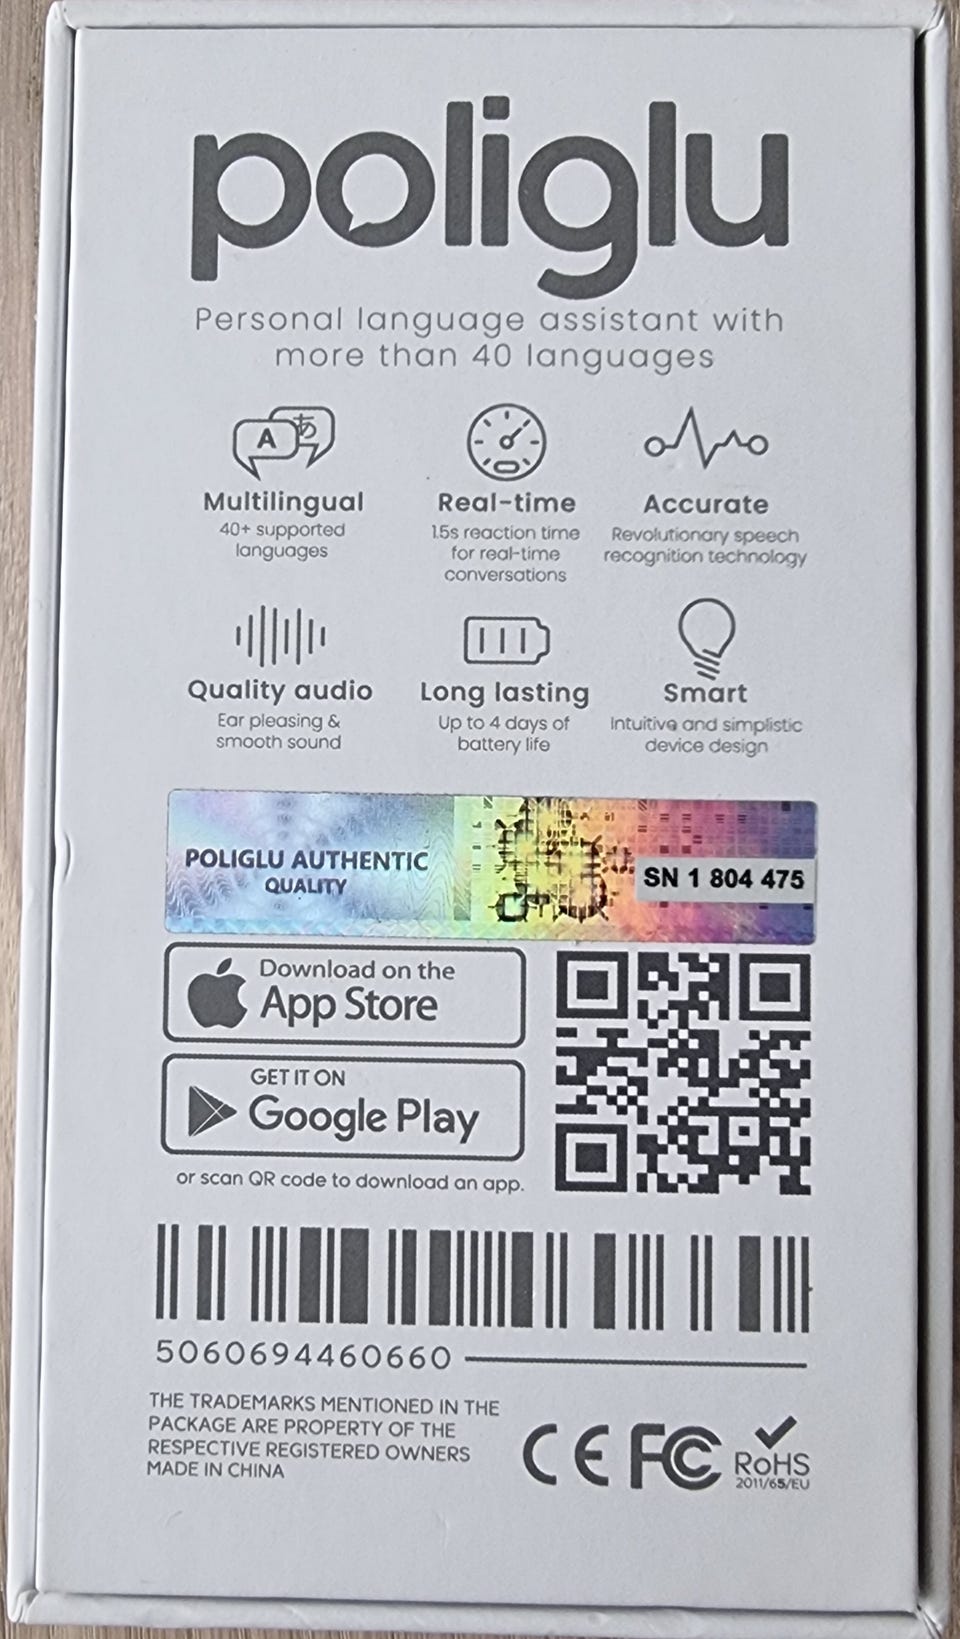 poliglu
Personal language assistant with
more than 40 languages
A あ
Multilingual
40+ supported
languages
Real-time
1.5s reaction time
for real-time
conversations
Accurate
Revolutionary speech
recognition technology
Quality audio
Ear pleasing &
smooth sound
Long lasting
Up to 4 days of
battery life
Smart
Intuitive and simplistic
device design
POLIGLU AUTHENTIC
QUALITY
SN 1 804 475
Download on the
App Store
GET IT ON
Google Play
or scan QR code to download an app.
5060694460660
THE TRADEMARKS MENTIONED IN THE
PACKAGE ARE PROPERTY OF THE
RESPECTIVE REGISTERED OWNERS
MADE IN CHINA
CE FC RoHS
2011/65/EU